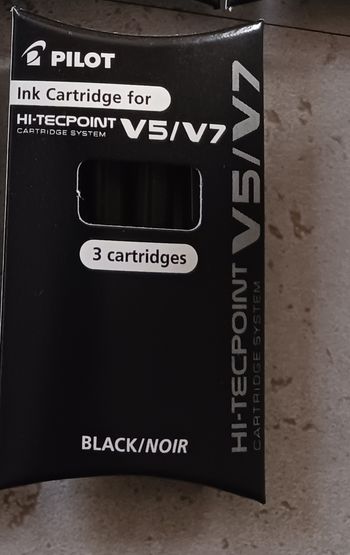 PILOT
Ink Cartridge for
HI-TECPOINT V5/V7
CARTRIDGE SYSTEM
3 cartridges
BLACK/NOIR
HI-TECPOINT V5/V7
CARTRIDGE SYSTEM